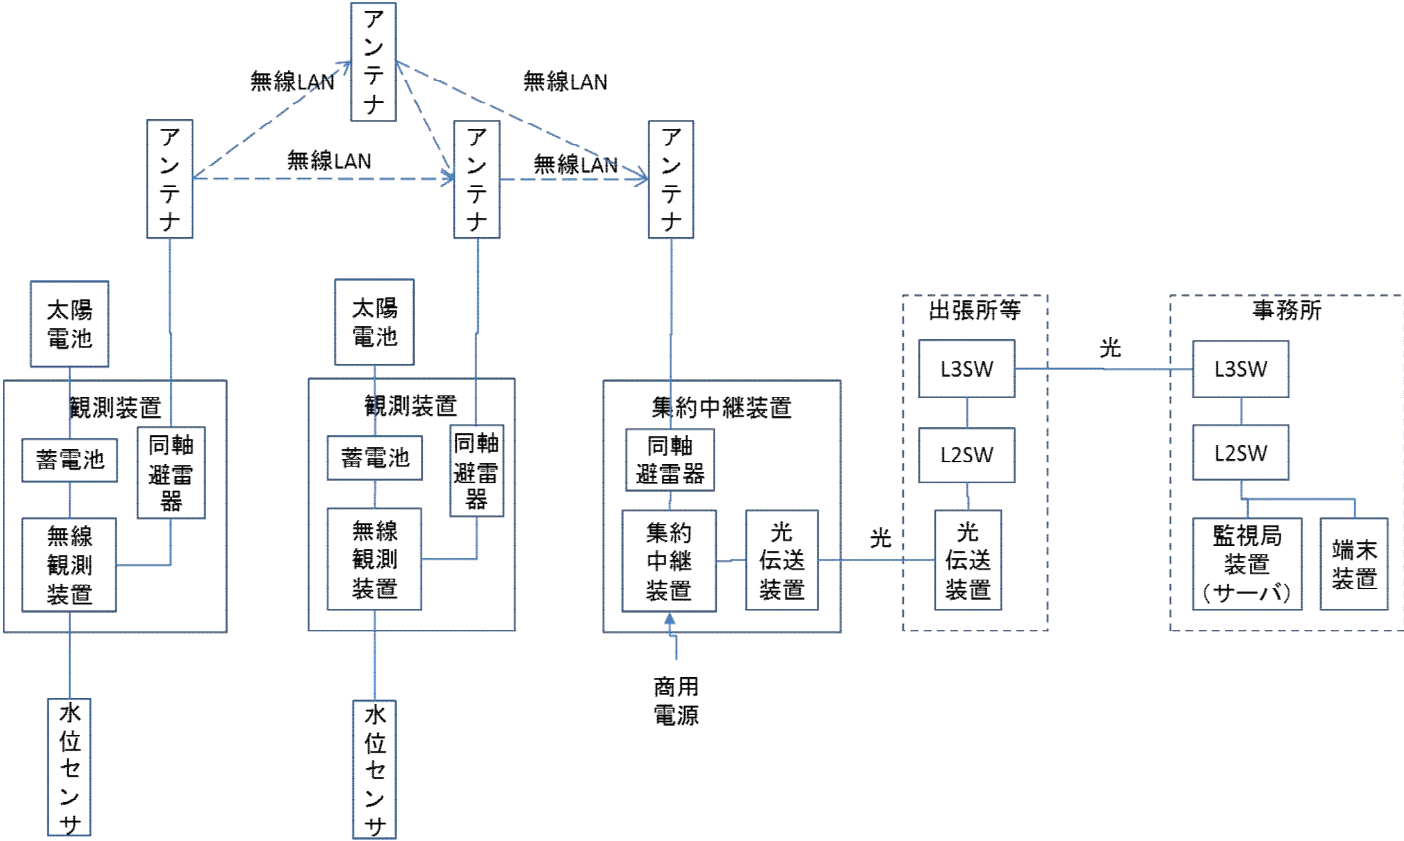 アンテナ
無線LAN
無線LAN
アンテナ
無線LAN
アンテナ
無線LAN
アンテナ
太陽
電池
観測装置
蓄電池
同軸
避雷
器
無線
観測
装置
水位センサ
太陽
電池
観測装置
蓄電池
同軸
避雷
器
無線
観測
装置
水位センサ
集約中継装置
同軸
避雷器
集約
中継
装置
光
伝送
装置
商用
電源
光
出張所等
L3SW
L2SW
光
伝送
装置
光
事務所
L3SW
L2SW
監視局
装置
（サーバ）
端末
装置